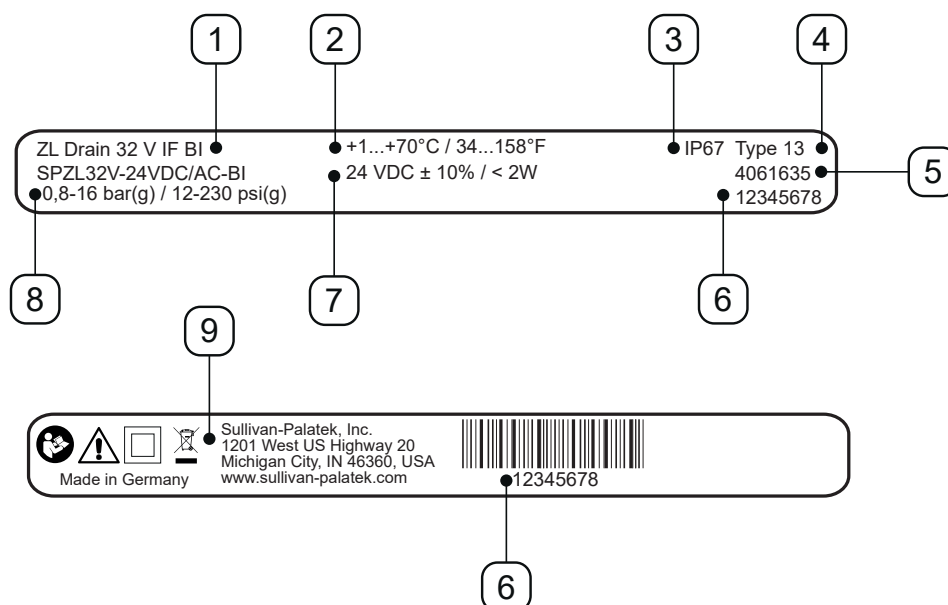 1
2
3
4
ZL Drain 32 V IF BI
+1...+70°C / 34...158°F
IP67 Type 13
SPZL32V-24VDC/AC-BI
24 VDC ± 10% / < 2W
4061635
5
0,8-16 bar(g) / 12-230 psi(g)
12345678
8
7
6
9
Sullivan-Palatek, Inc.
1201 West US Highway 20
Michigan City, IN 46360, USA
Made in Germany
www.sullivan-palatek.com
12345678
6